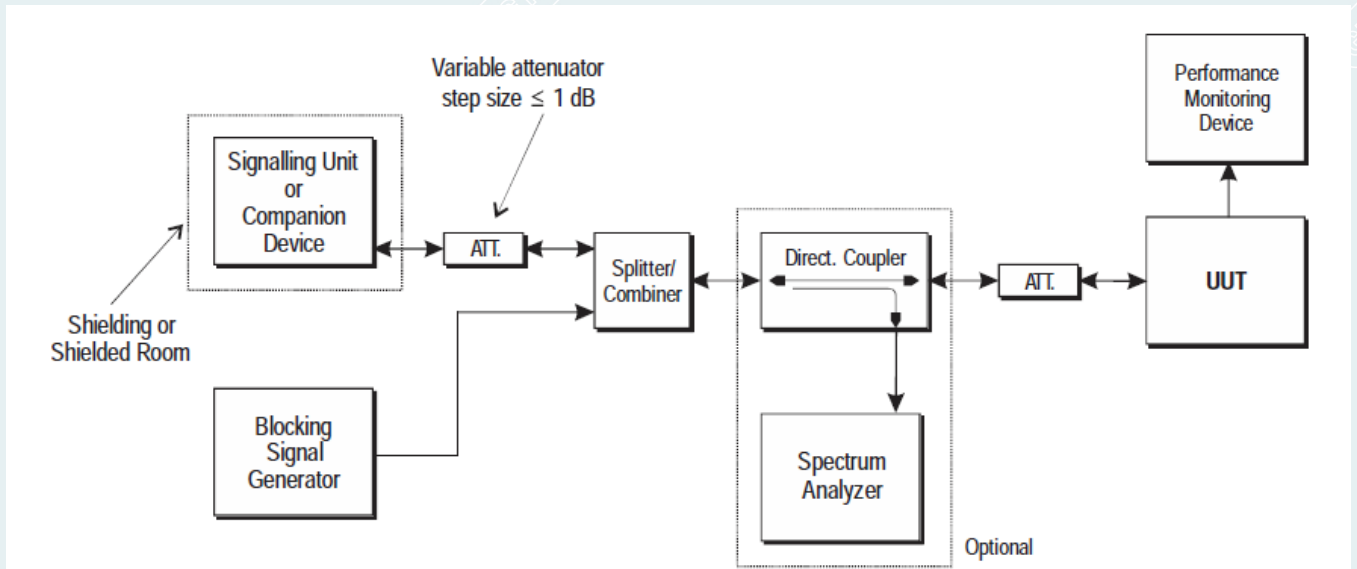 Variable attenuator
step size ≤ 1 dB
Performance
Monitoring
Device
Signalling Unit
or
Companion
Device
ATT.
Splitter/
Combiner
Direct. Coupler
ATT.
UUT
Shielding or
Shielded Room
Blocking
Signal
Generator
Spectrum
Analyzer
Optional